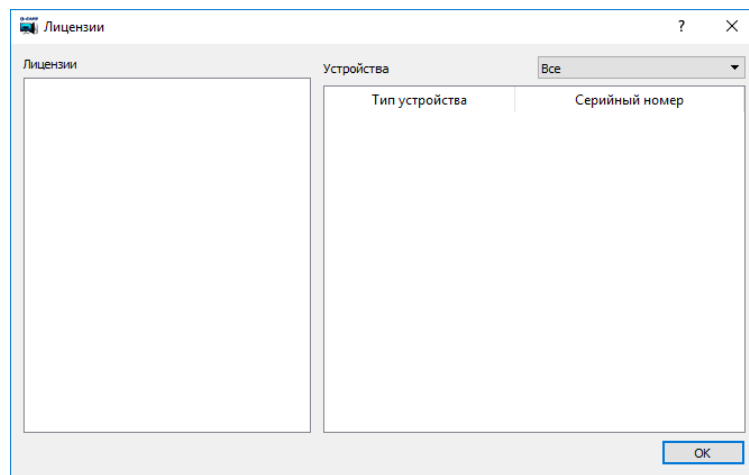 Лицензии
?
Лицензии
Устройства
Все
Тип устройства
Серийный номер
OK